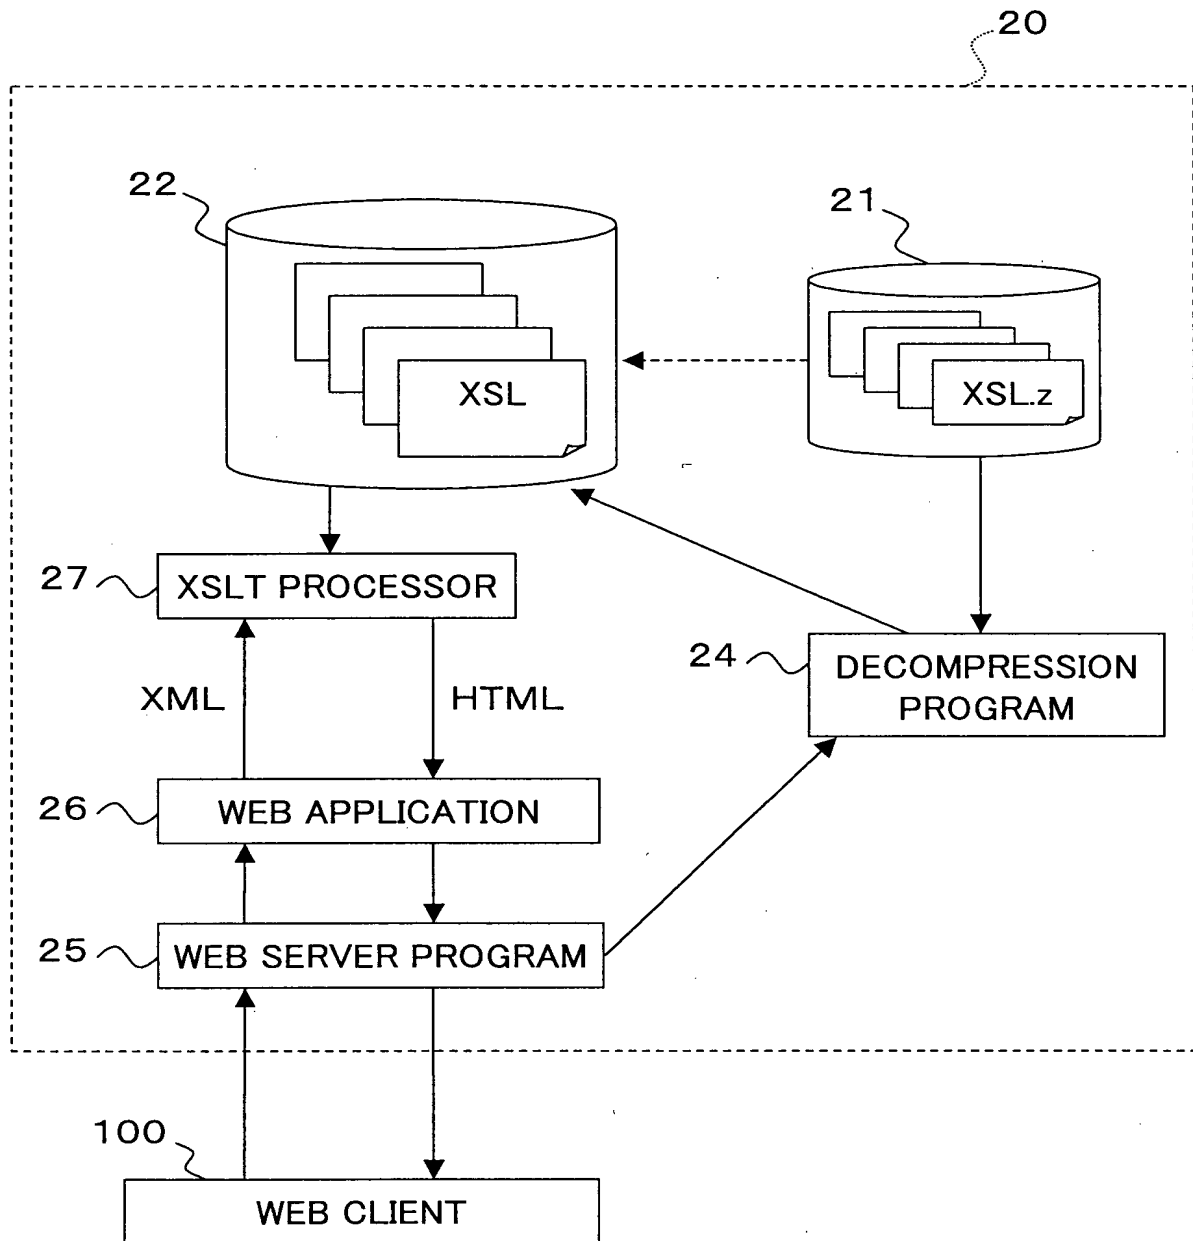 20
22
21
XSL
XSL.z
27
XSLT PROCESSOR
24
DECOMPRESSION
PROGRAM
XML
HTML
26
WEB APPLICATION
25
WEB SERVER PROGRAM
100
WEB CLIENT